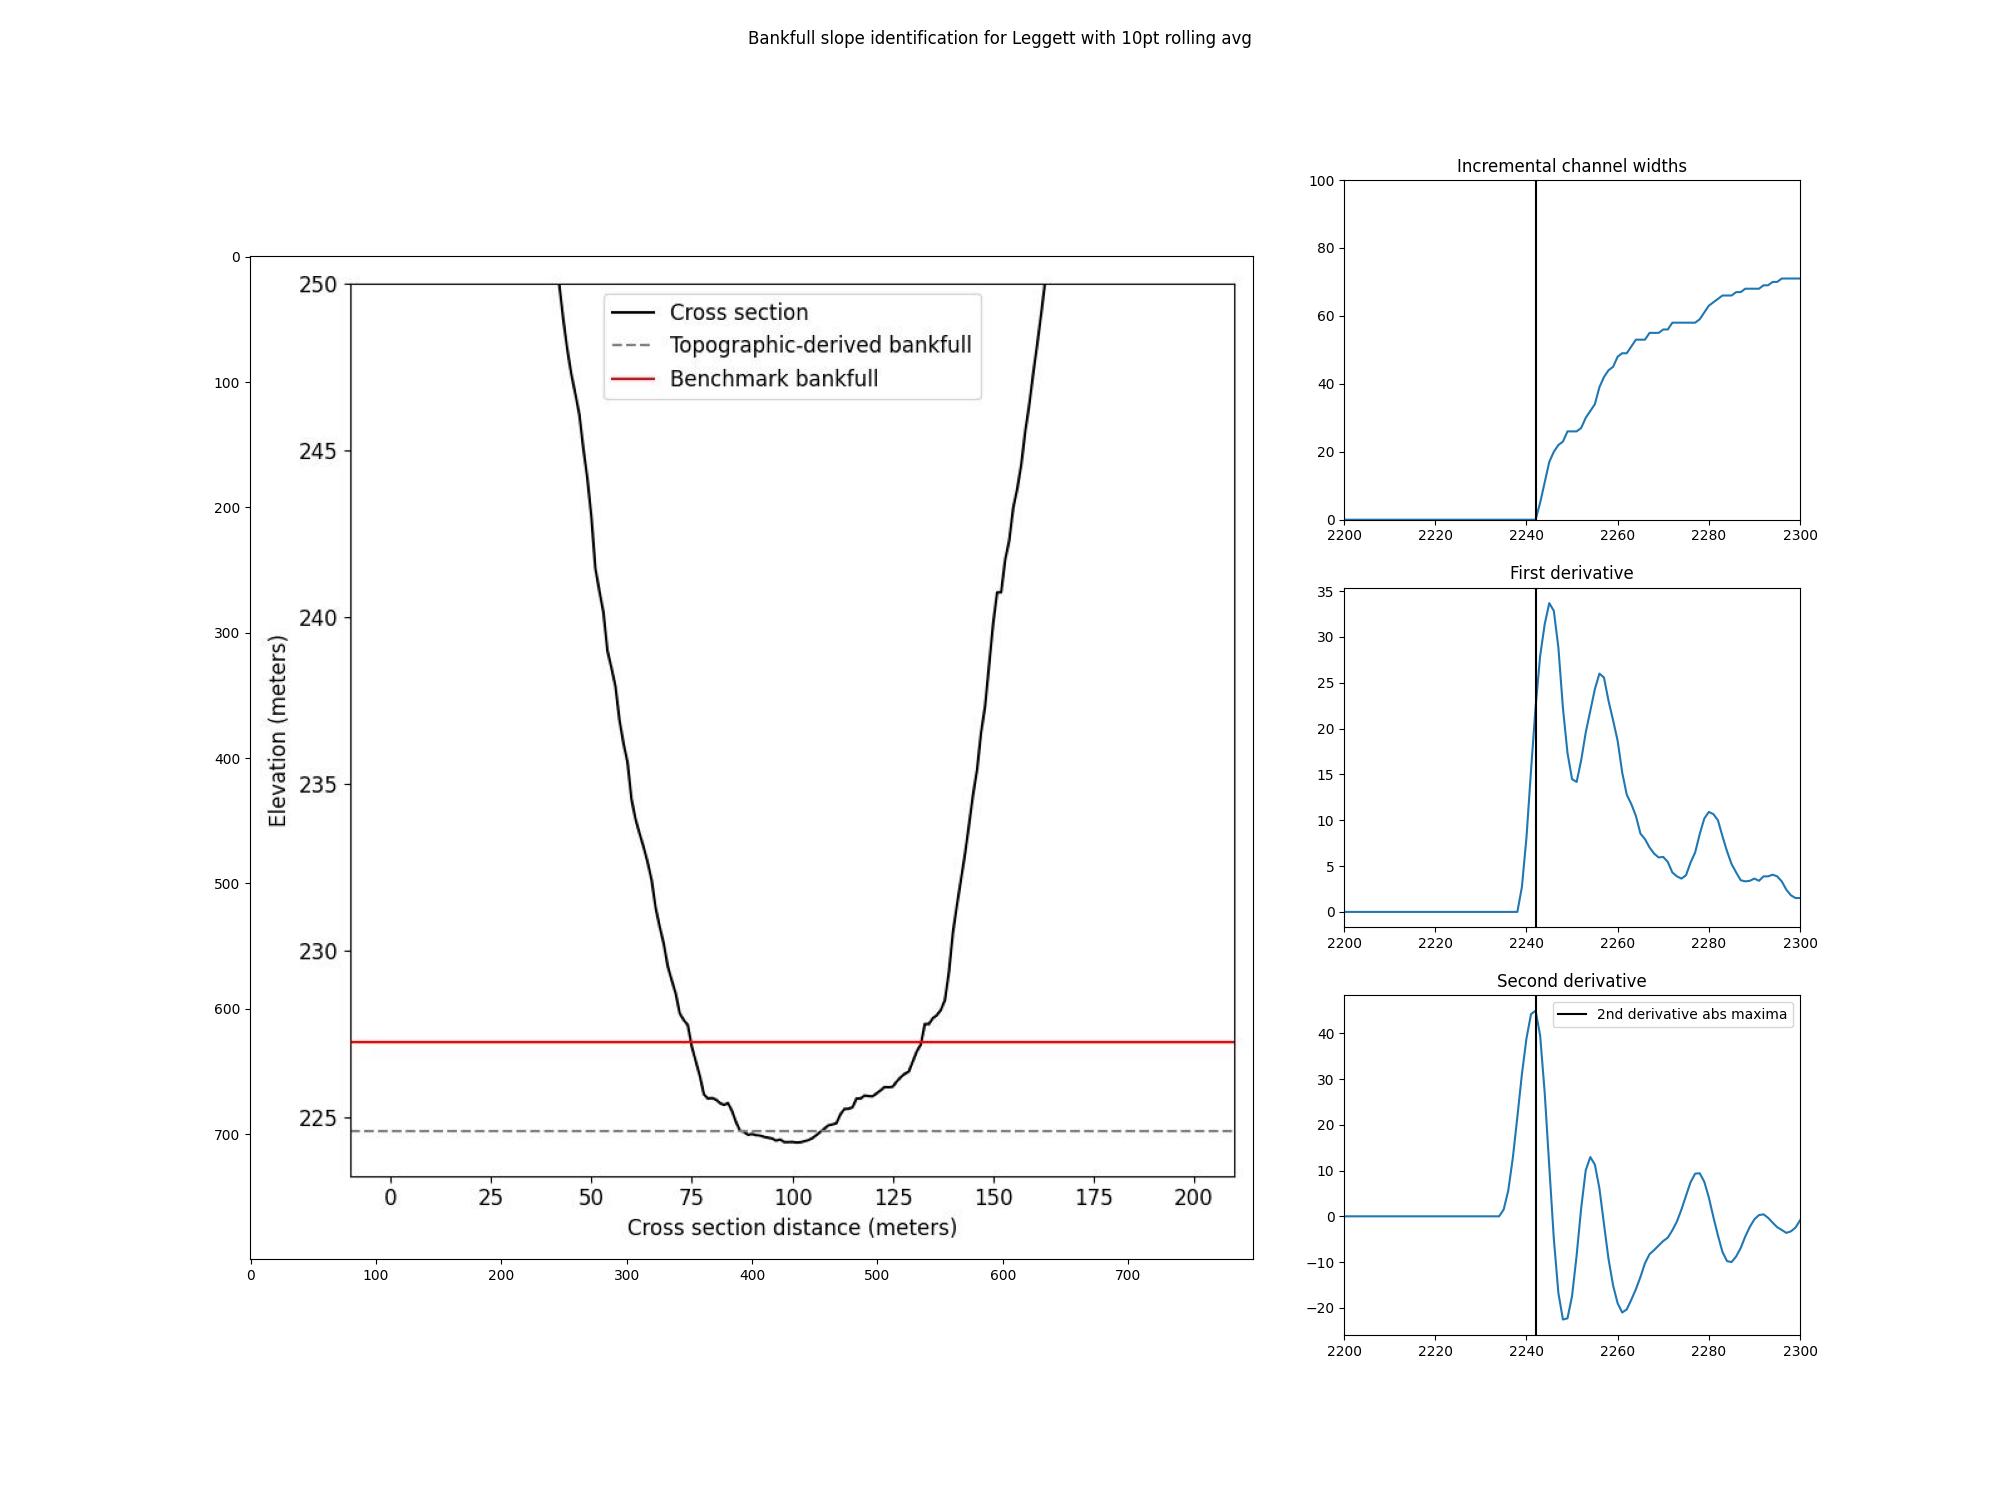 Bankfull slope identification for Leggett with 10pt rolling avg
0
100
200
300
400
500
600
700
250
245
240
235
230
225
Elevation (meters)
Cross section
Topographic-derived bankfull
Benchmark bankfull
0 25 50 75 100 125 150 175 200
Cross section distance (meters)
0 100 200 300 400 500 600 700
Incremental channel widths
100
80
60
40
20
0
2200 2220 2240 2260 2280 2300
First derivative
35
30
25
20
15
10
5
0
2200 2220 2240 2260 2280 2300
Second derivative
2nd derivative abs maxima
40
30
20
10
0
−10
−20
2200 2220 2240 2260 2280 2300